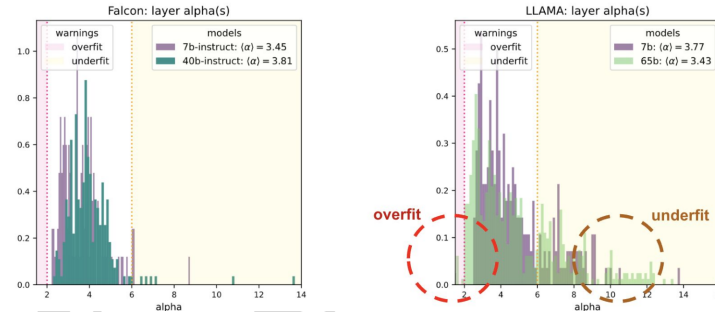 Falcon: layer alpha(s)
warnings
overfit
underfit
models
7b-instruct: ⟨α⟩ = 3.45
40b-instruct: ⟨α⟩ = 3.81
1.0
0.8
0.6
0.4
0.2
0.0
2 4 6 8 10 12 14
alpha
LLAMA: layer alpha(s)
warnings
overfit
underfit
models
7b: ⟨α⟩ = 3.77
65b: ⟨α⟩ = 3.43
0.5
0.4
0.3
0.2
0.1
0.0
overfit
underfit
2 4 6 8 10 12 14
alpha